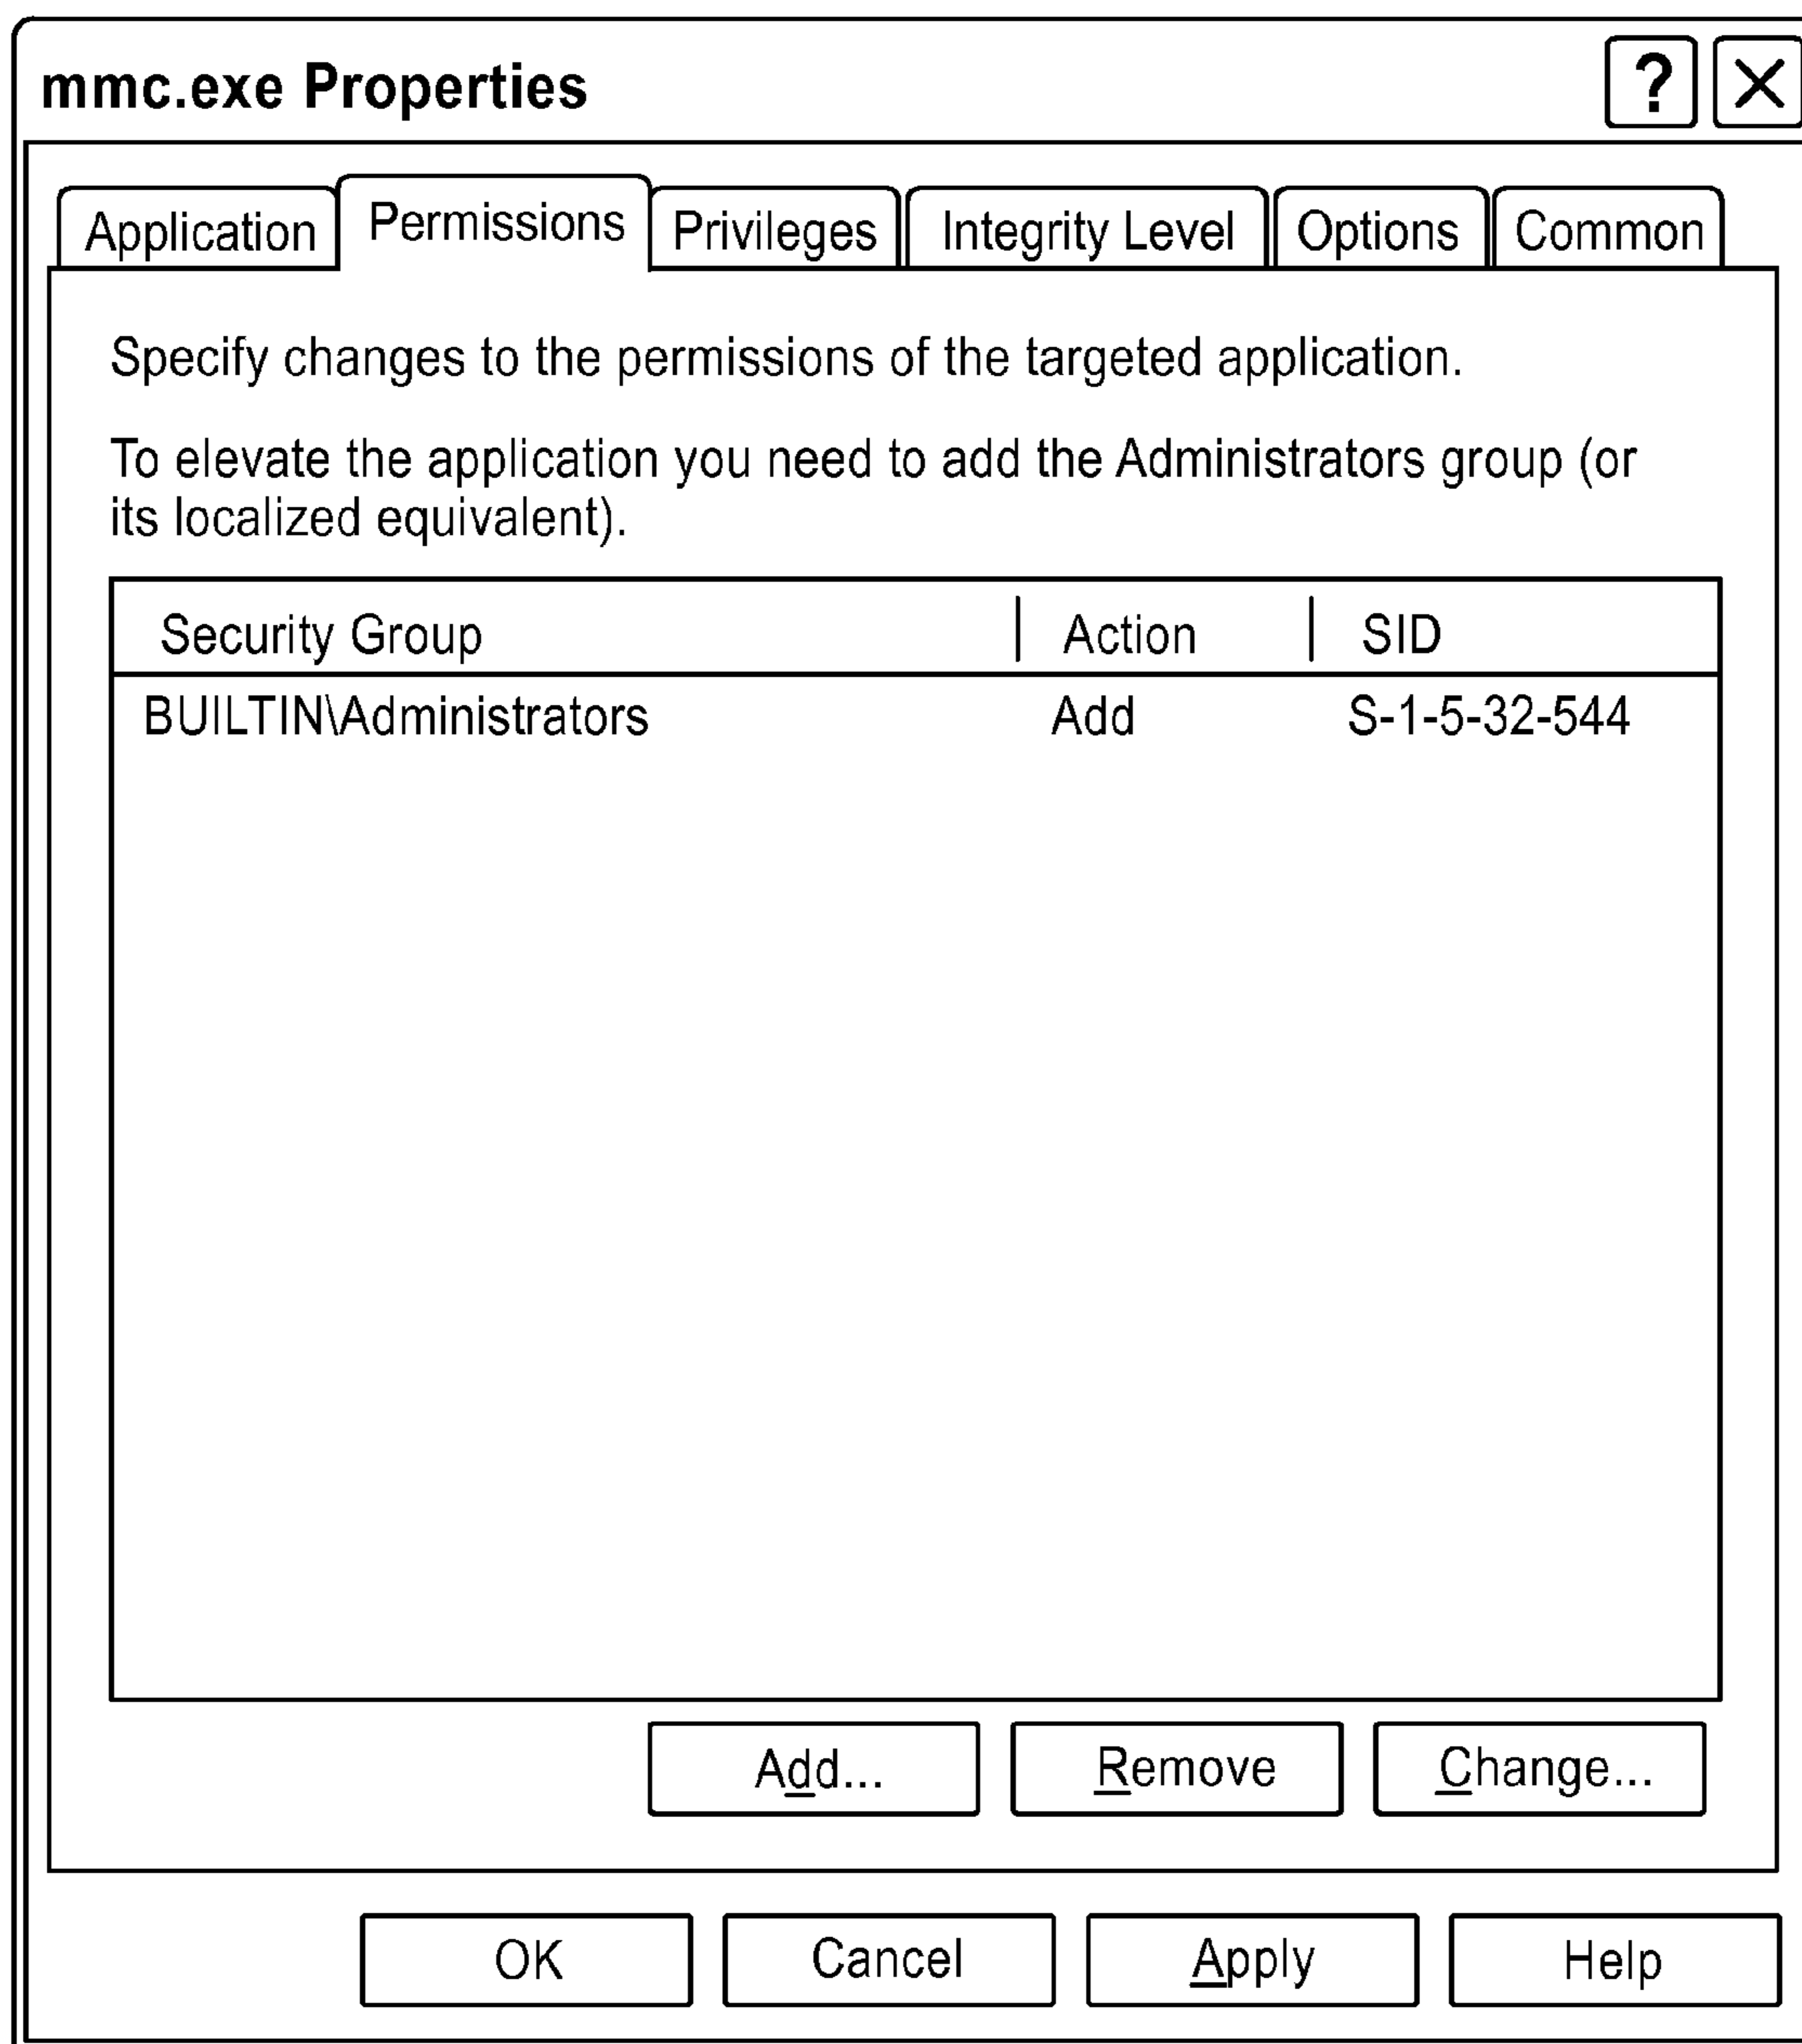 mmc.exe Properties ? X
Application Permissions Privileges Integrity Level Options Common
Specify changes to the permissions of the targeted application.
To elevate the application you need to add the Administrators group (or
its localized equivalent).
Security Group Action SID
BUILTIN\Administrators Add S-1-5-32-544
Add... Remove Change...
OK Cancel Apply Help